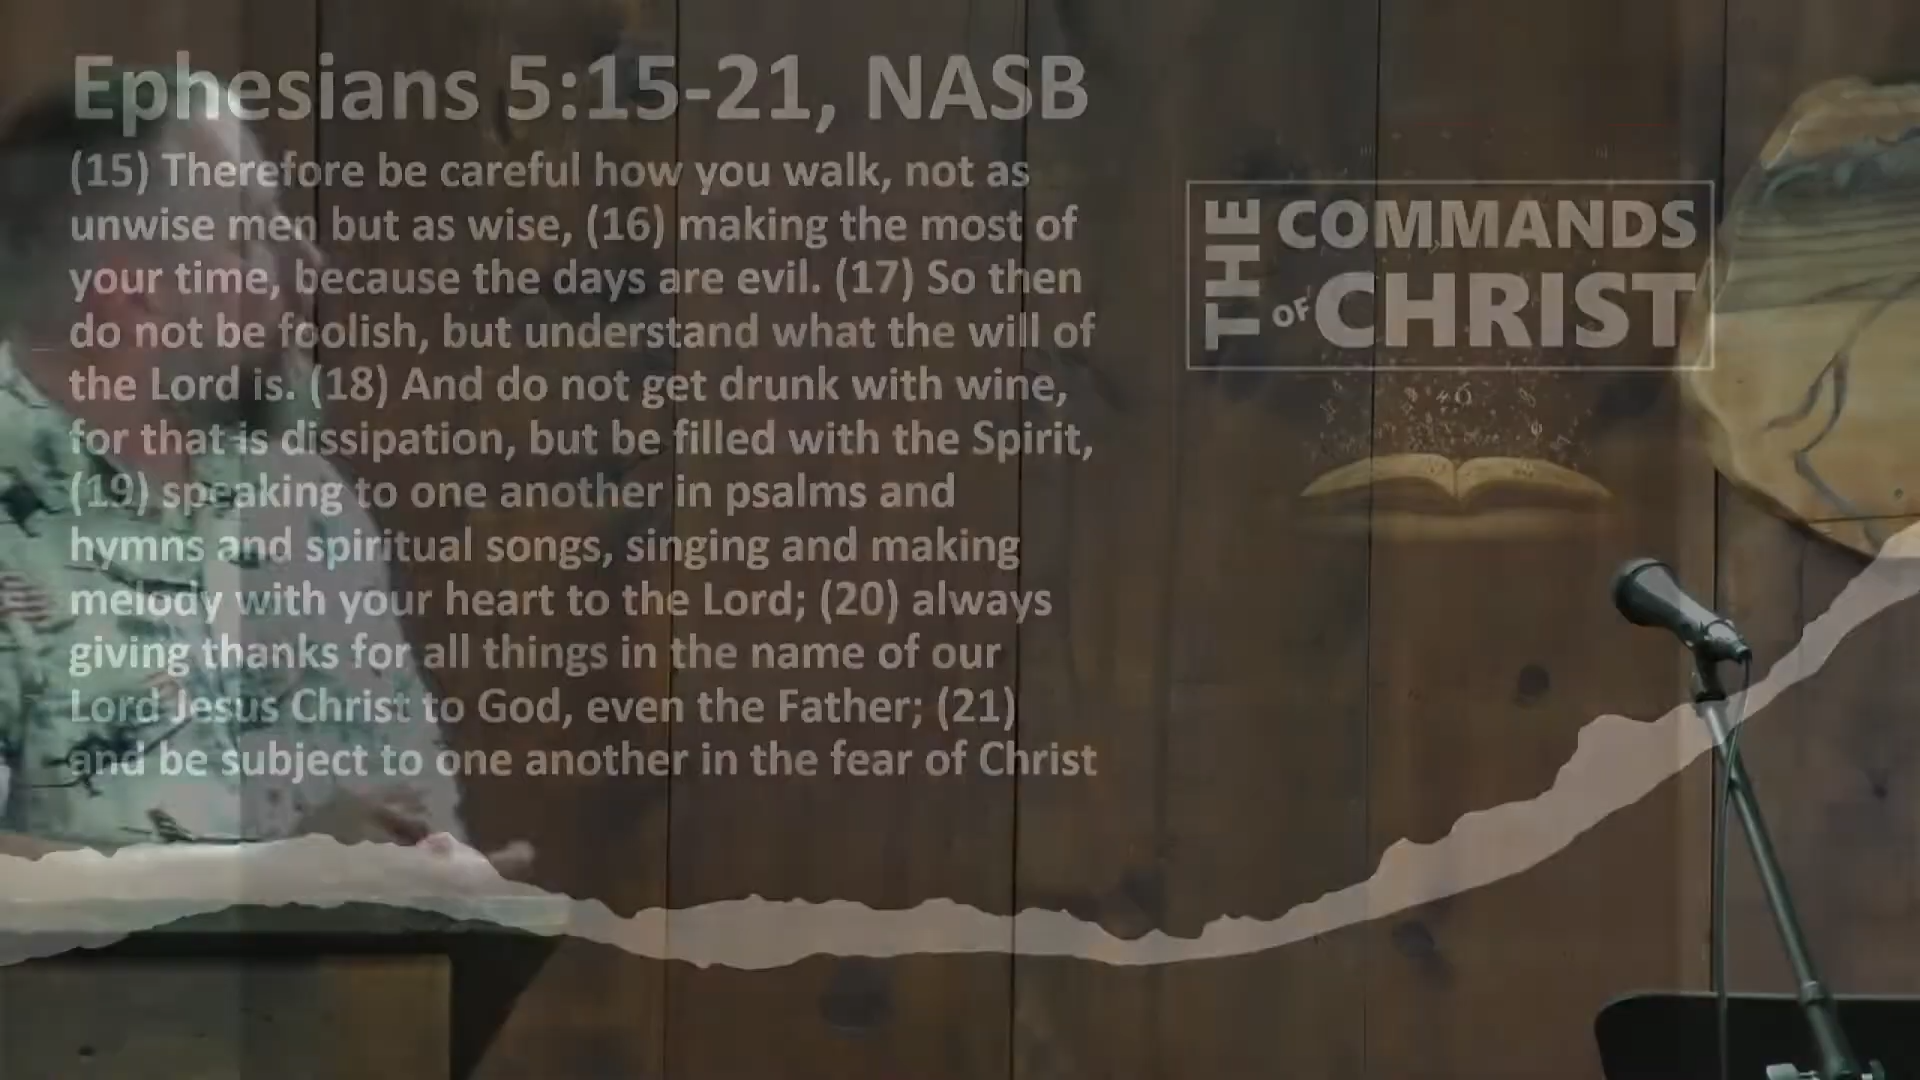 Ephesians 5:15-21, NASB
(15) Therefore be careful how you walk, not as
unwise men but as wise, (16) making the most of
your time, because the days are evil. (17) So then
do not be foolish, but understand what the will of
the Lord is. (18) And do not get drunk with wine,
for that is dissipation, but be filled with the Spirit,
(19) speaking to one another in psalms and
hymns and spiritual songs, singing and making
melody with your heart to the Lord; (20) always
giving thanks for all things in the name of our
Lord Jesus Christ to God, even the Father; (21)
and be subject to one another in the fear of Christ
THE COMMANDS
OF CHRIST